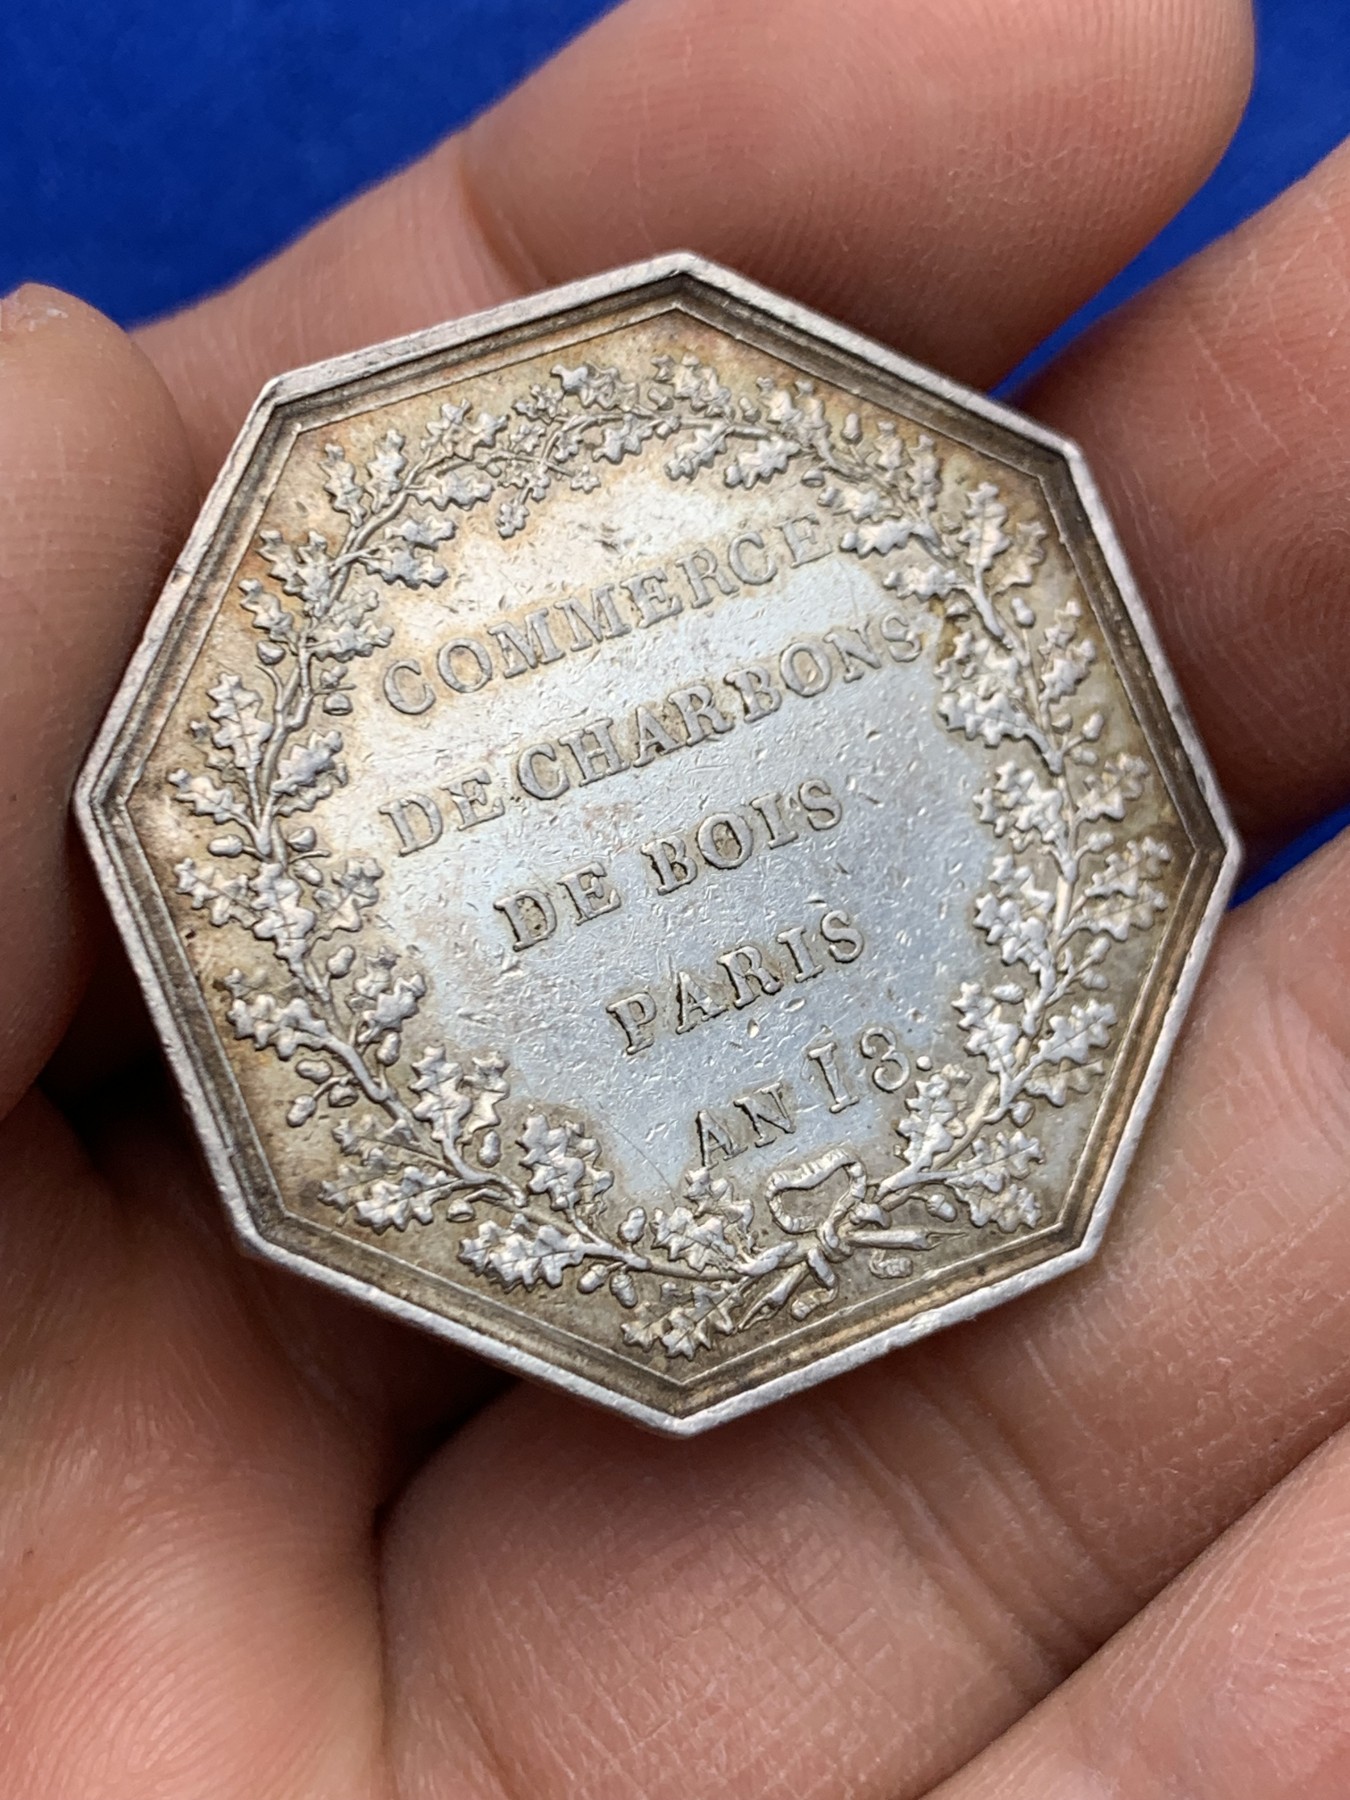 COMMERCE
DE CHARBONS
DE BOIS
PARIS
AN 13.